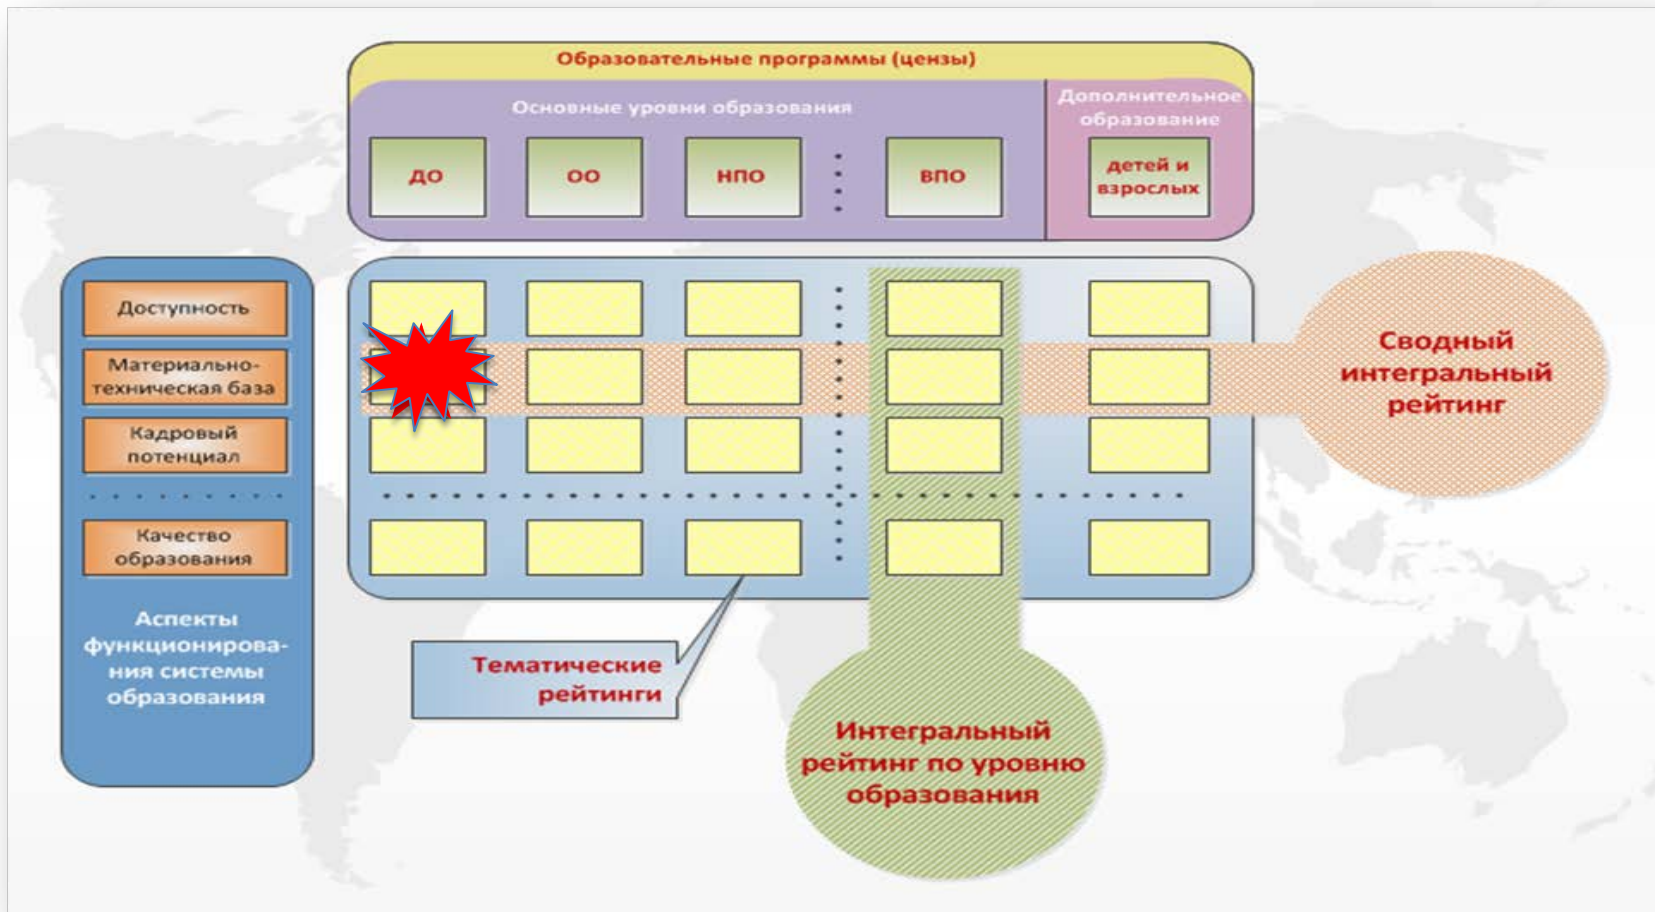 Образовательные программы (цензы)
Основные уровни образования
Дополнительное
образование
ДО
ОО
НПО
ВПО
детей и
взрослых
Доступность
Материально-
техническая база
Кадровый
потенциал
Качество
образования
Аспекты
функционирова-
ния системы
образования
Сводный
интегральный
рейтинг
Тематические
рейтинги
Интегральный
рейтинг по уровню
образования